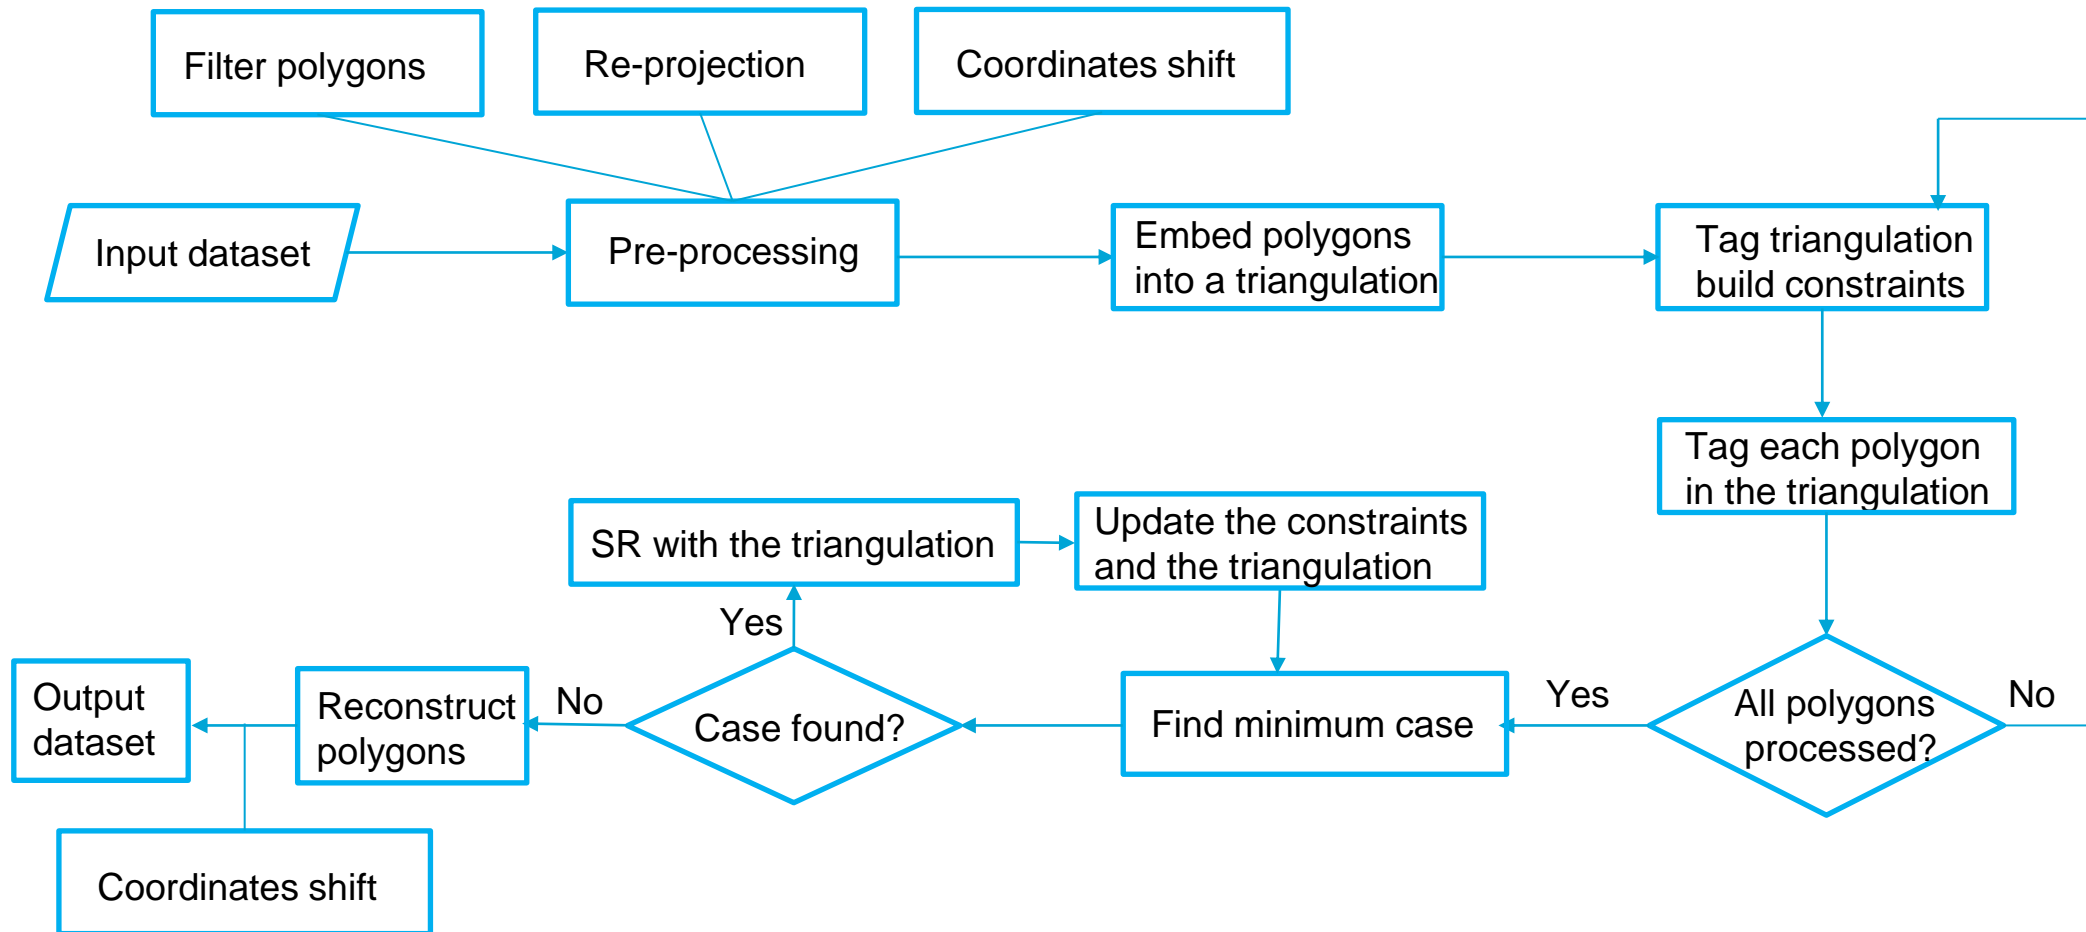 Filter polygons
Re-projection
Coordinates shift
Input dataset
Pre-processing
Embed polygons
into a triangulation
Tag triangulation
build constraints
Tag each polygon
in the triangulation
SR with the triangulation
Update the constraints
and the triangulation
Yes
Output
dataset
Reconstruct
polygons
No
Case found?
Find minimum case
Yes
All polygons
processed?
No
Coordinates shift